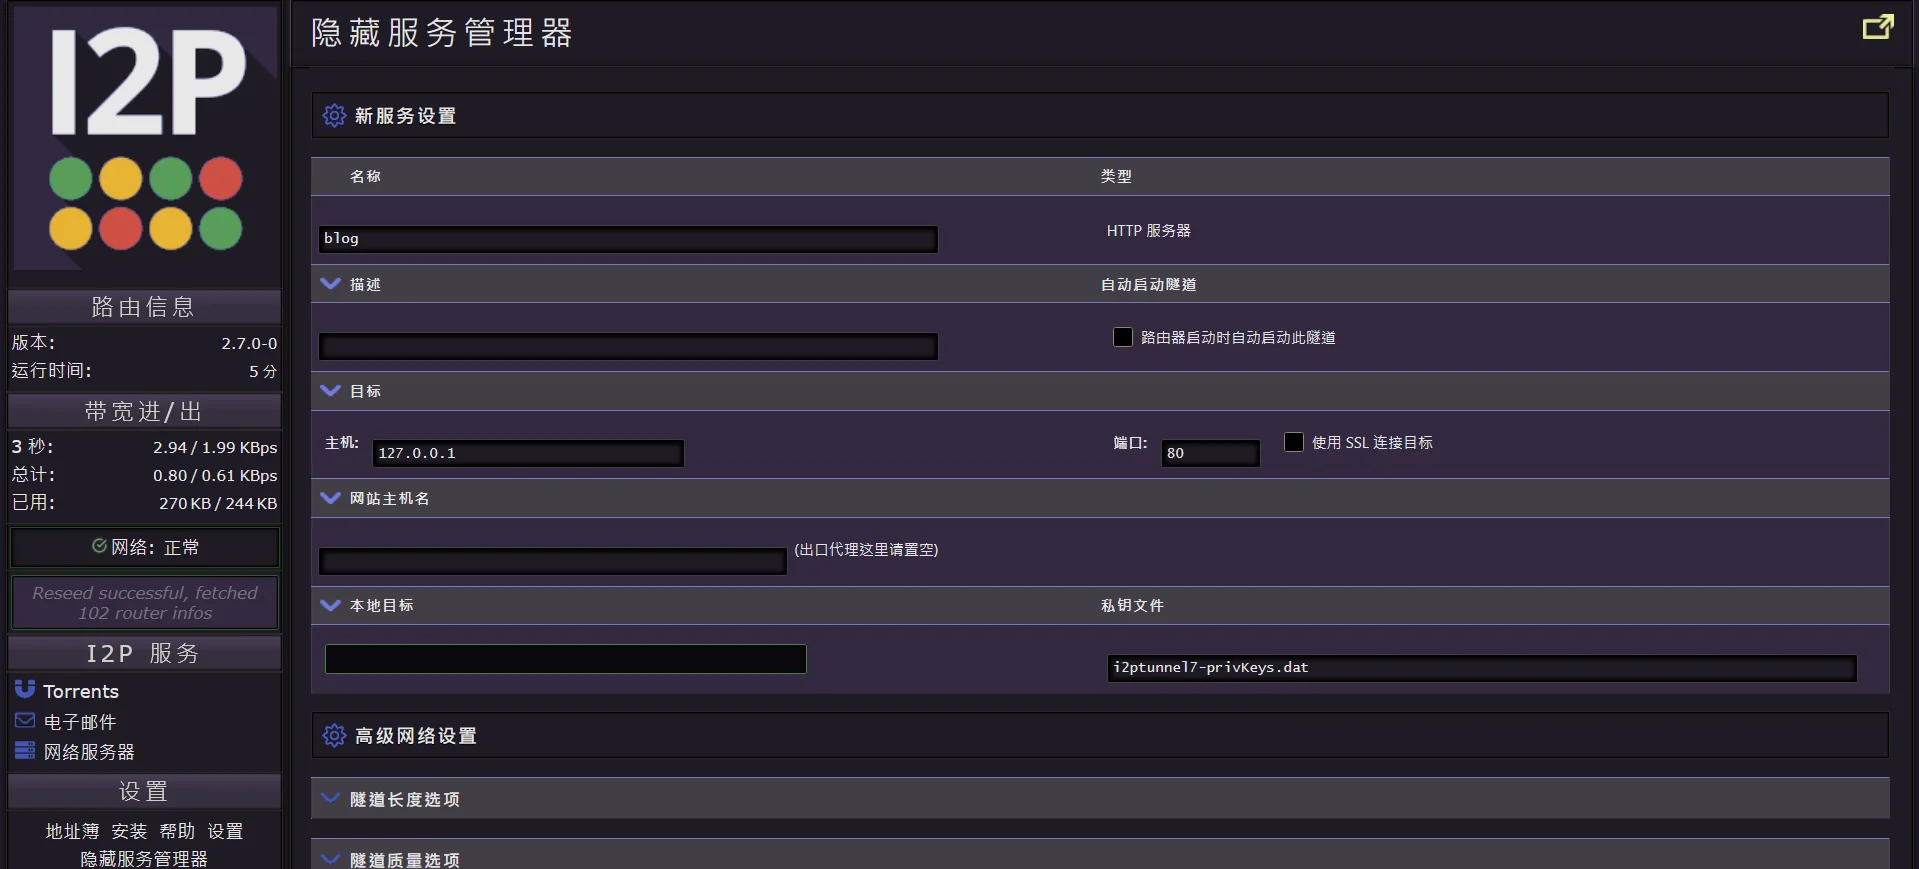 I2P
路由信息
版本: 2.7.0-0
运行时间: 5 分
带宽进/出
3 秒: 2.94 / 1.99 KBps
总计: 0.80 / 0.61 KBps
已用: 270 KB / 244 KB
网络: 正常
Reseed successful, fetched
102 router infos
I2P 服务
Torrents
电子邮件
网络服务器
设置
地址簿 安装 帮助 设置
隐藏服务管理器
隐藏服务管理器
新服务设置
名称 类型
blog HTTP 服务器
描述 自动启动隧道
路由器启动时自动启动此隧道
目标
主机: 127.0.0.1 端口: 80 使用 SSL 连接目标
网站主机名
(出口代理这里请置空)
本地目标 私钥文件
i2ptunnel7-privKeys.dat
高级网络设置
隧道长度选项
隧道质量选项